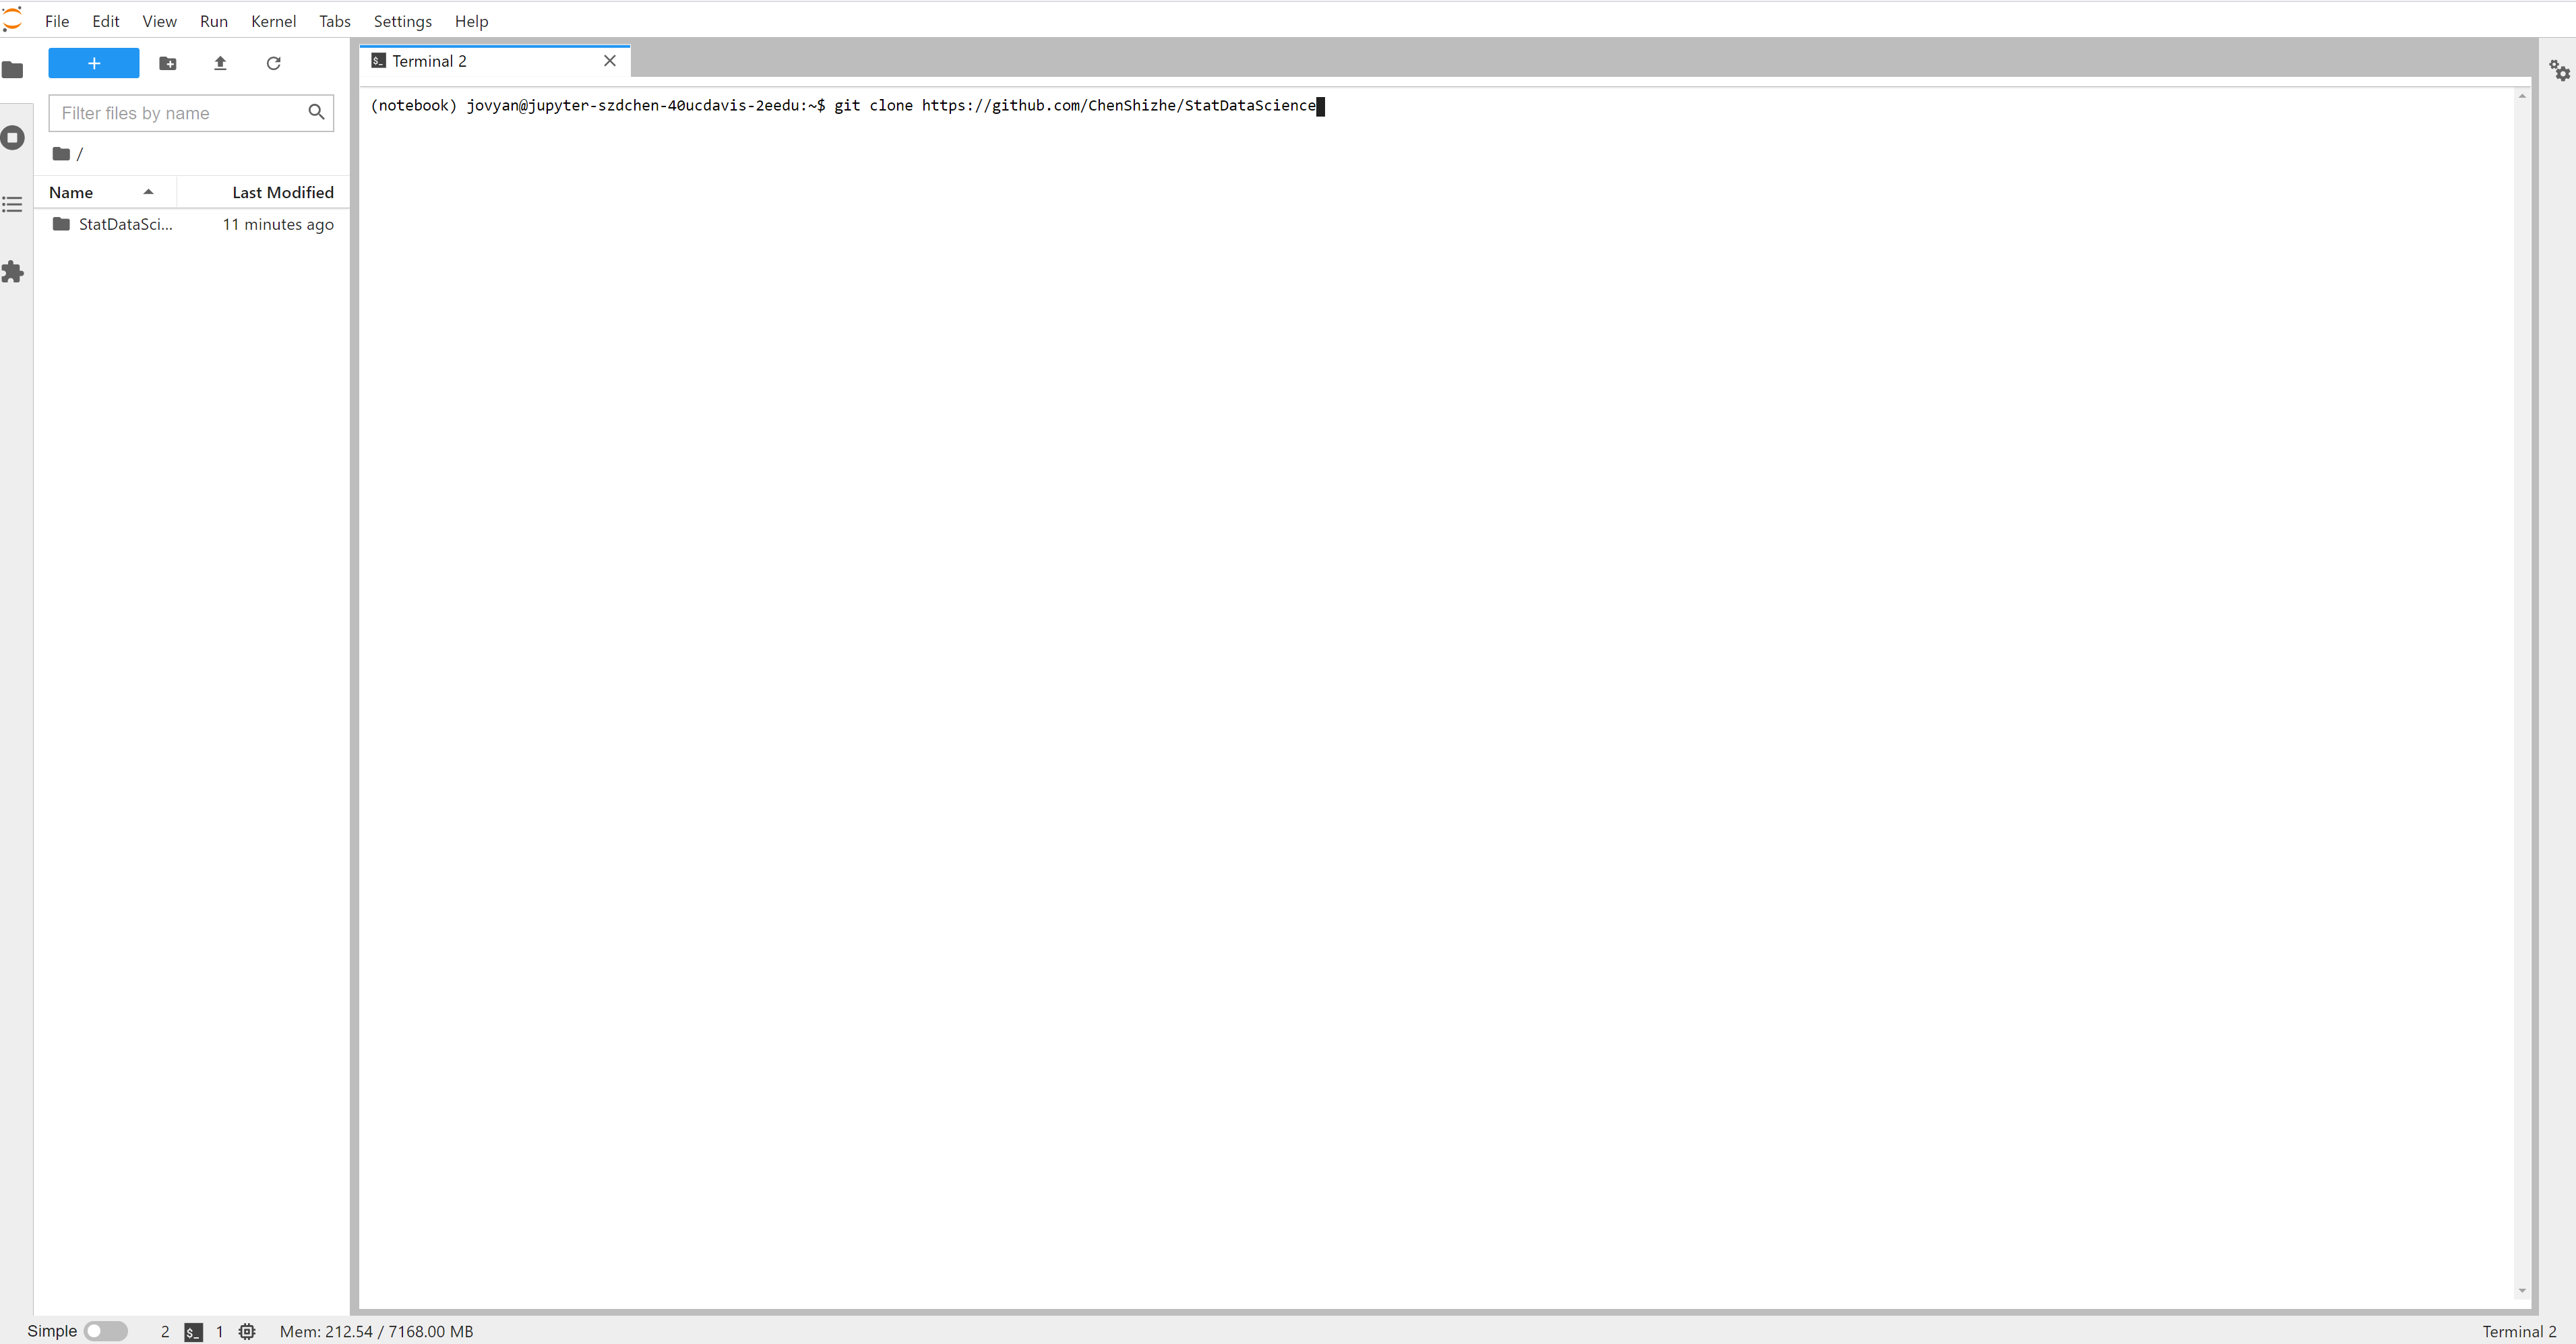 File Edit View Run Kernel Tabs Settings Help
+
Terminal 2
Filter files by name
/
Name Last Modified
StatDataSci... 11 minutes ago
(notebook) jovyan@jupyter-szdchen-40ucdavis-2eedu:~$ git clone https://github.com/ChenShizhe/StatDataScience
Simple 2 $_ 1 Mem: 212.54 / 7168.00 MB Terminal 2